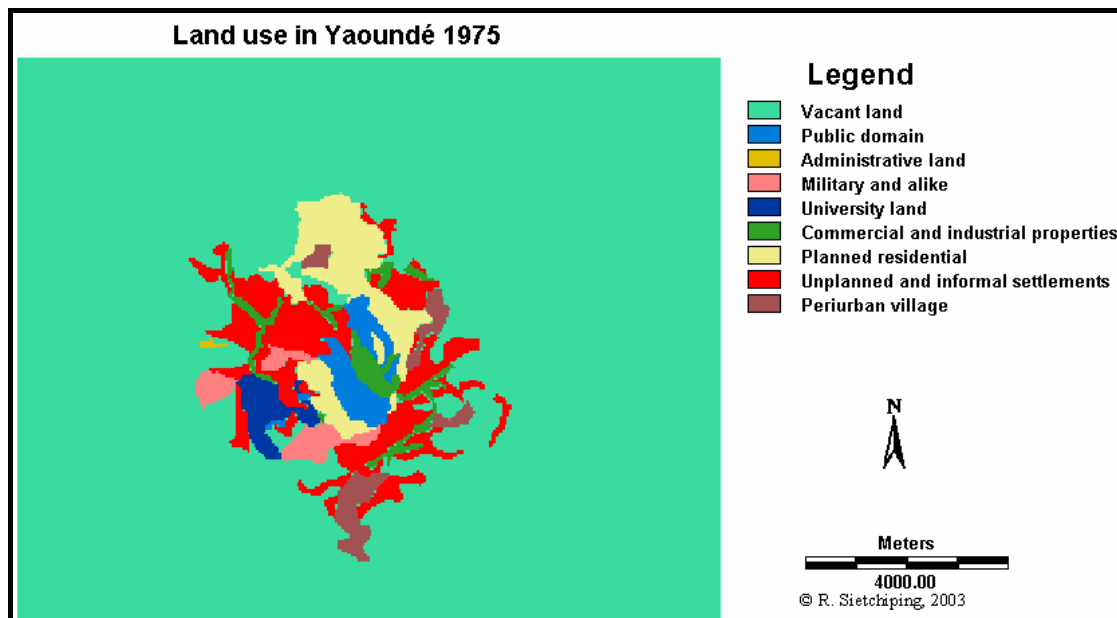 Land use in Yaoundé 1975
Legend
Vacant land
Public domain
Administrative land
Military and alike
University land
Commercial and industrial properties
Planned residential
Unplanned and informal settlements
Periurban village
N
Meters
4000.00
© R. Sietchiping, 2003